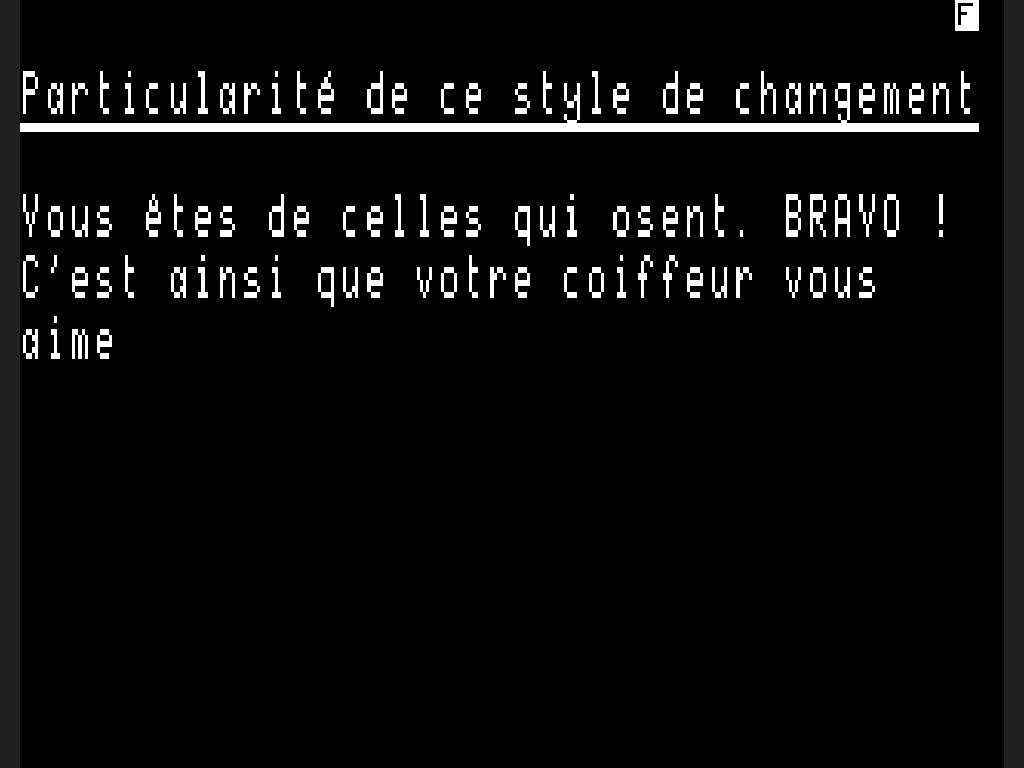 F
Particularité de ce style de changement
Vous êtes de celles qui osent. BRAVO !
C'est ainsi que votre coiffeur vous
aime